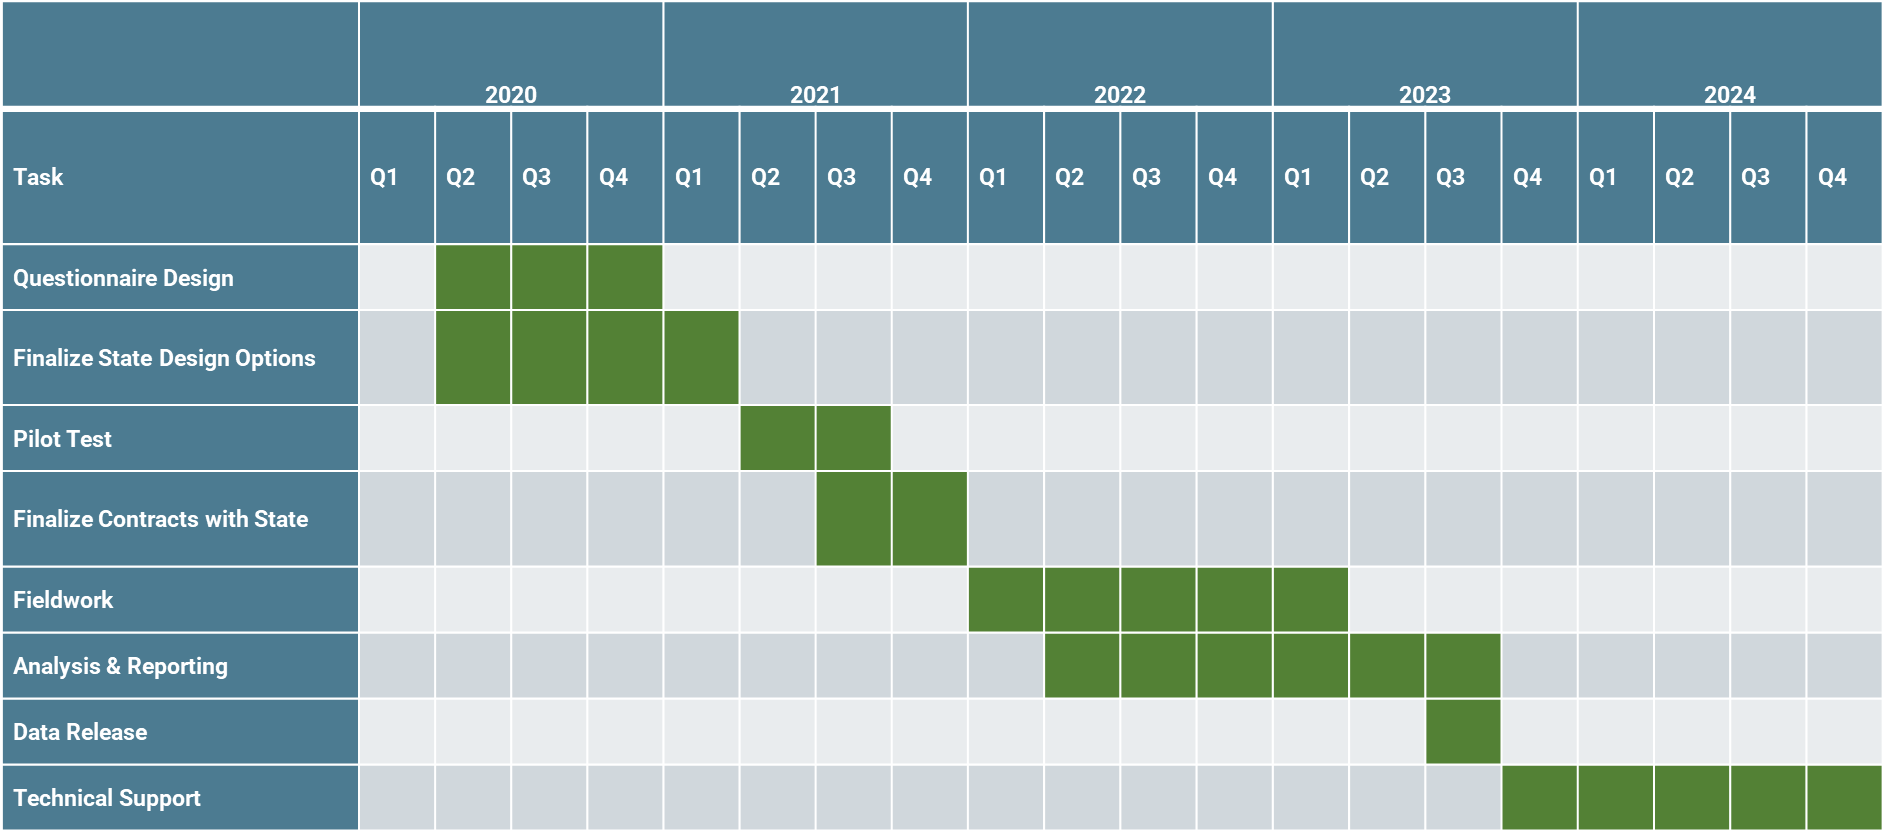 2020 2021 2022 2023 2024
Task Q1 Q2 Q3 Q4 Q1 Q2 Q3 Q4 Q1 Q2 Q3 Q4 Q1 Q2 Q3 Q4 Q1 Q2 Q3 Q4
Questionnaire Design
Finalize State Design Options
Pilot Test
Finalize Contracts with State
Fieldwork
Analysis & Reporting
Data Release
Technical Support